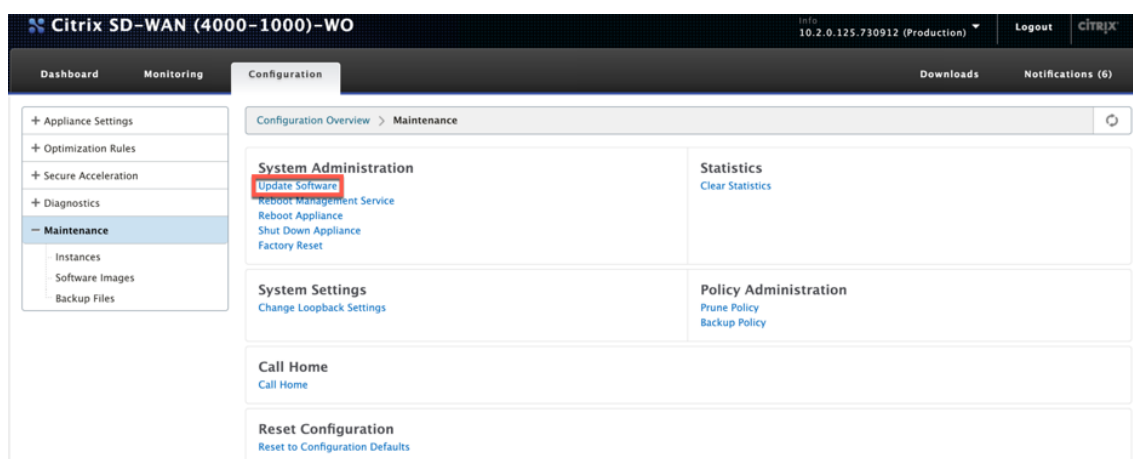 Citrix SD-WAN (4000-1000)-WO
Info
10.2.0.125.730912 (Production)
Logout
CITRIX
Dashboard
Monitoring
Configuration
Downloads
Notifications (6)
+ Appliance Settings
+ Optimization Rules
+ Secure Acceleration
+ Diagnostics
− Maintenance
Instances
Software Images
Backup Files
Configuration Overview > Maintenance
System Administration
Update Software
Reboot Management Service
Reboot Appliance
Shut Down Appliance
Factory Reset
Statistics
Clear Statistics
System Settings
Change Loopback Settings
Policy Administration
Prune Policy
Backup Policy
Call Home
Call Home
Reset Configuration
Reset to Configuration Defaults